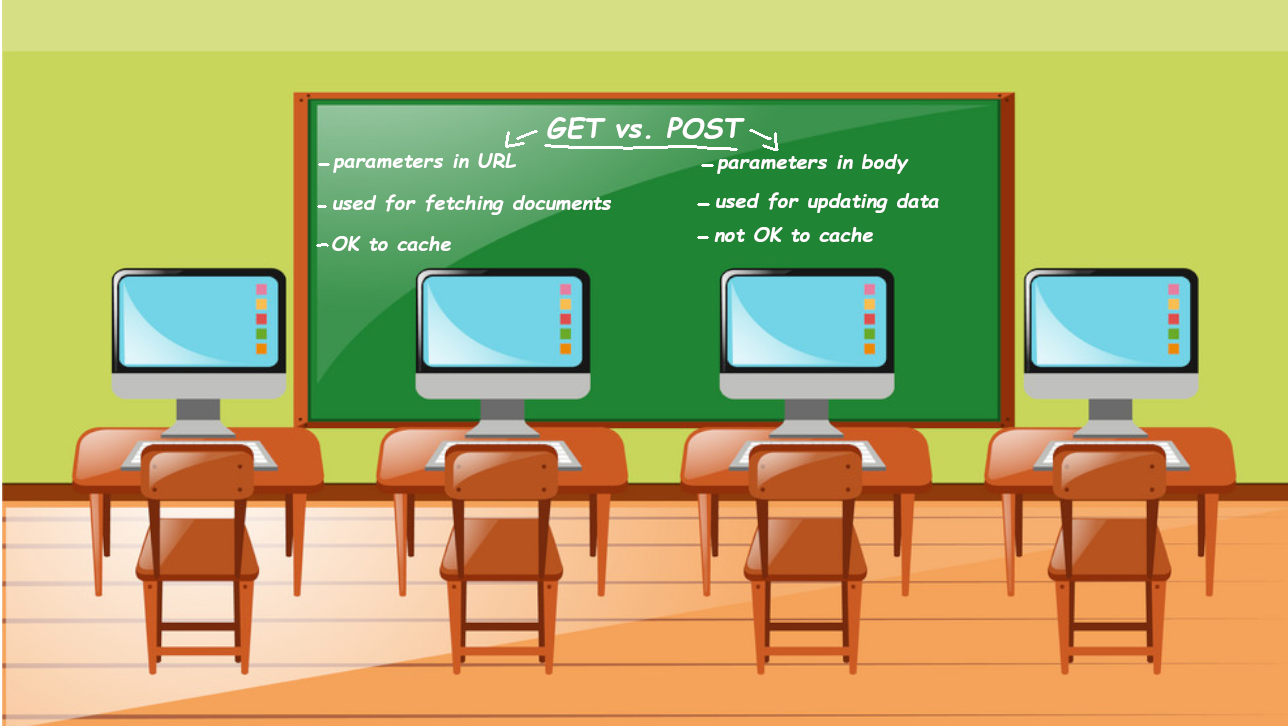 GET vs. POST
- parameters in URL
- used for fetching documents
- OK to cache
- parameters in body
- used for updating data
- not OK to cache